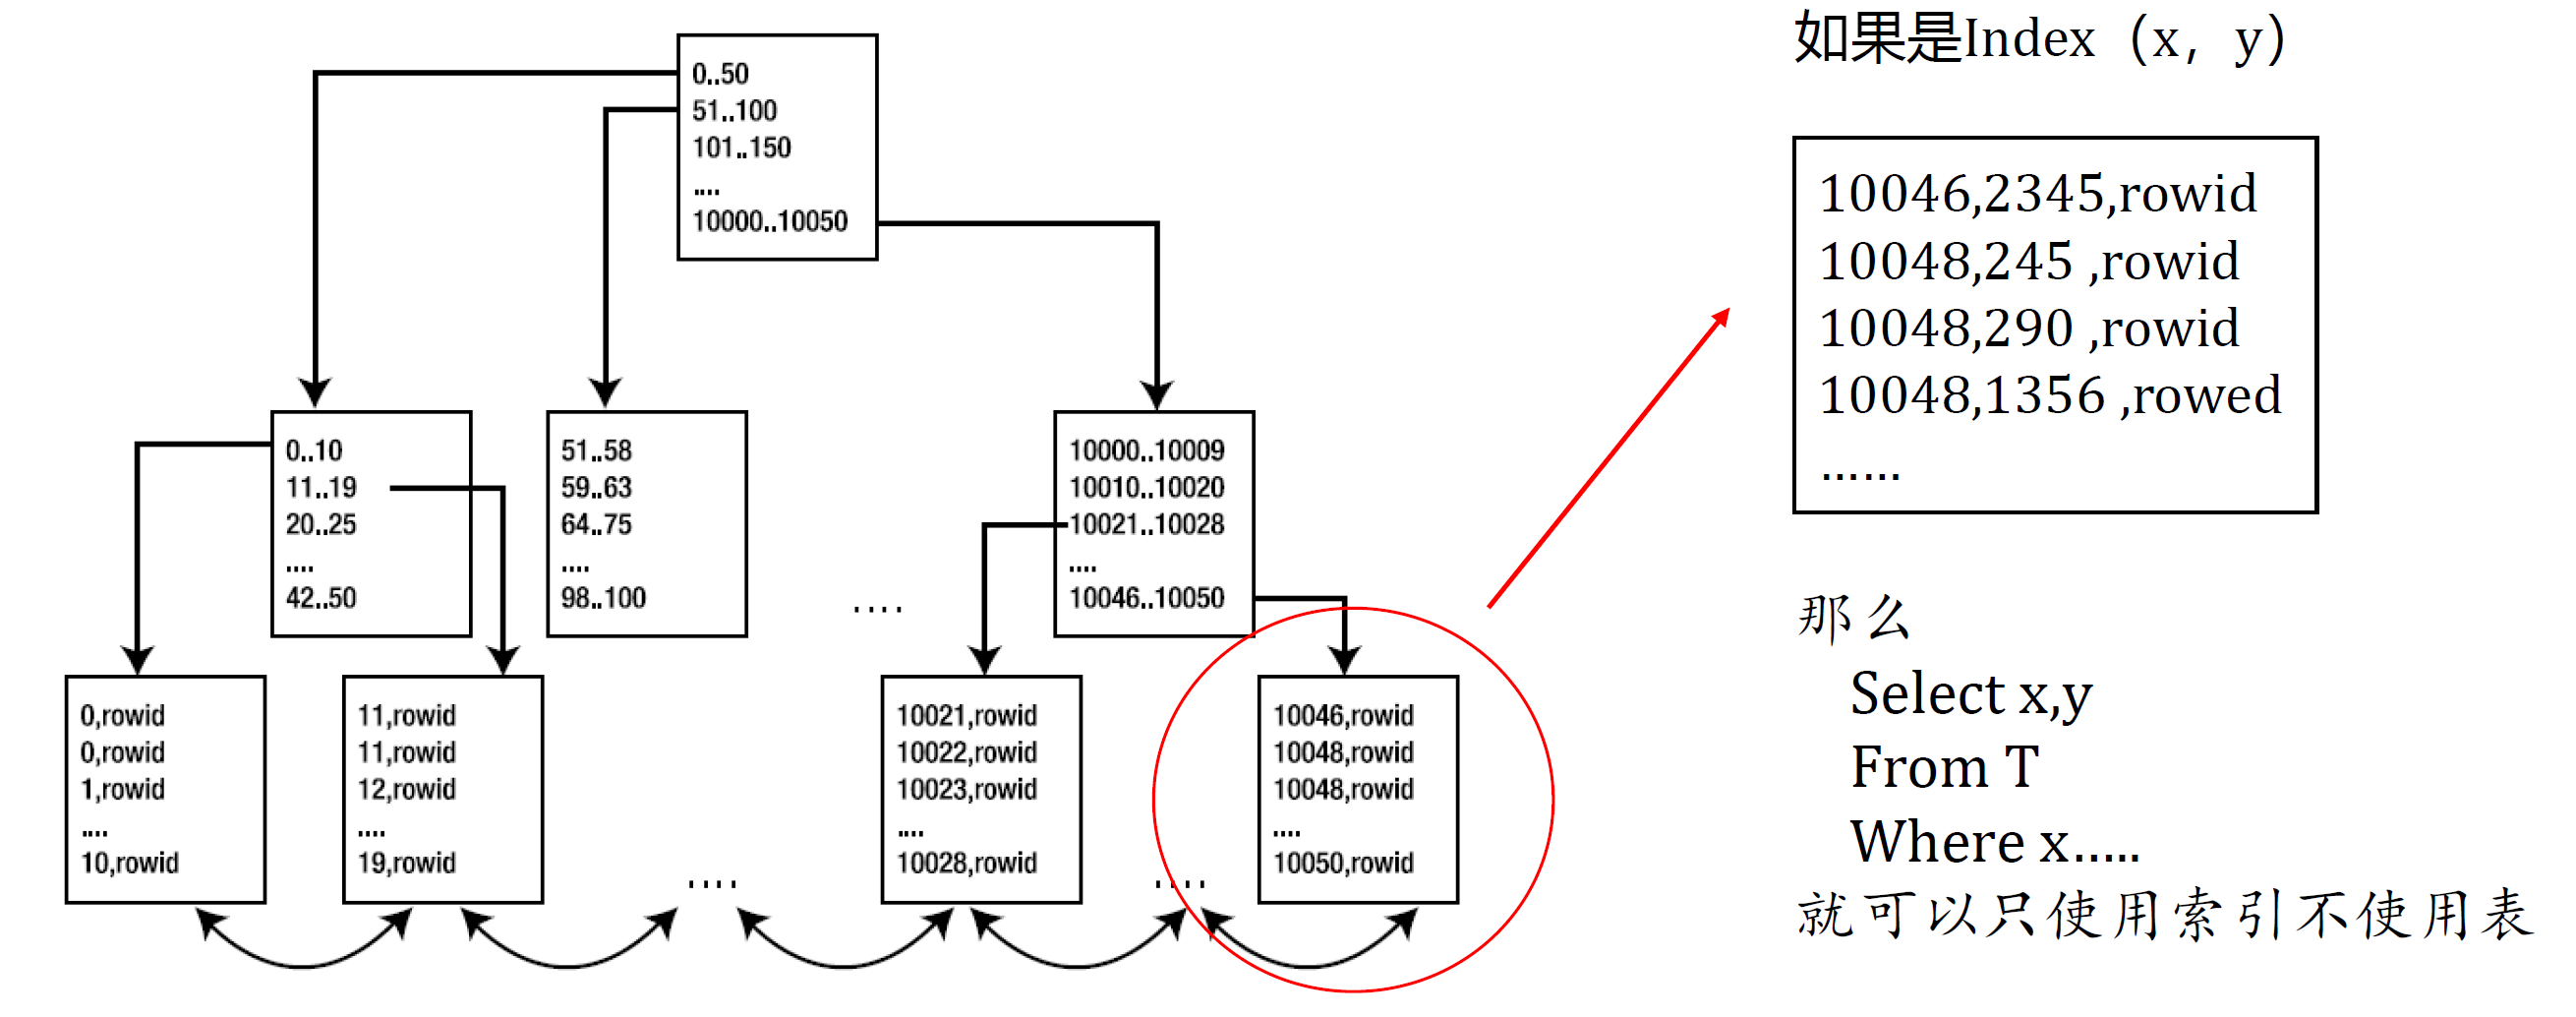 0..50
51..100
101..150
....
10000..10050
0..10
11..19
20..25
....
42..50
51..58
59..63
64..75
....
98..100
....
10000..10009
10010..10020
10021..10028
....
10046..10050
0,rowid
0,rowid
1,rowid
....
10,rowid
11,rowid
11,rowid
12,rowid
....
19,rowid
....
10021,rowid
10022,rowid
10023,rowid
....
10028,rowid
....
10046,rowid
10048,rowid
10048,rowid
....
10050,rowid
如果是Index（x，y）
10046,2345,rowid
10048,245 ,rowid
10048,290 ,rowid
10048,1356 ,rowed
……
那么
Select x,y
From T
Where x…..
就可以只使用索引不使用表